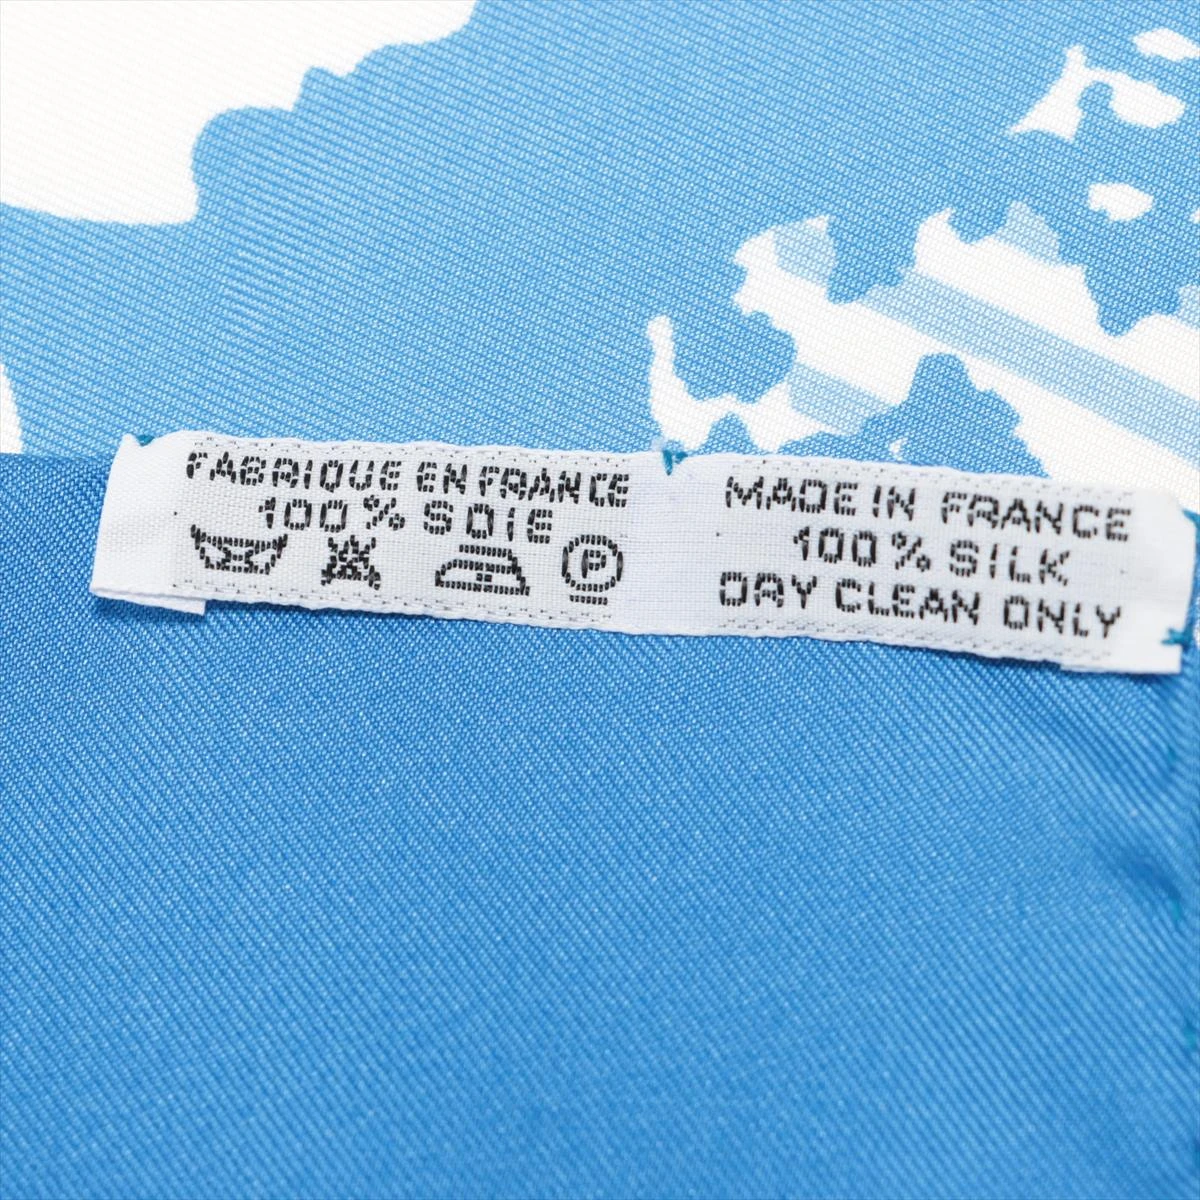 FABRIQUE EN FRANCE
100% SOIE
P
MADE IN FRANCE
100% SILK
DRY CLEAN ONLY